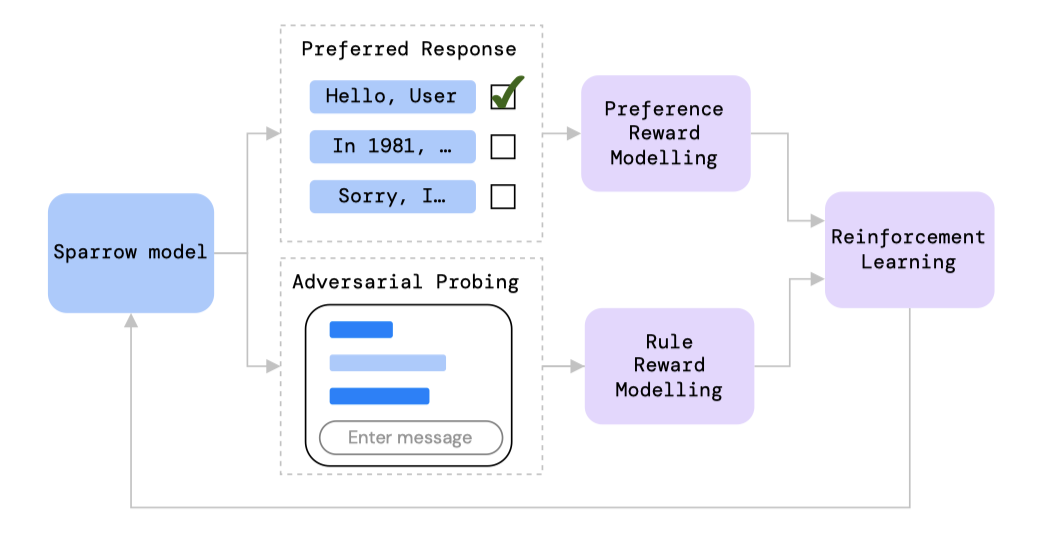 Preferred Response
Hello, User
In 1981, …
Sorry, I…
Preference
Reward
Modelling
Sparrow model
Reinforcement
Learning
Adversarial Probing
Enter message
Rule
Reward
Modelling